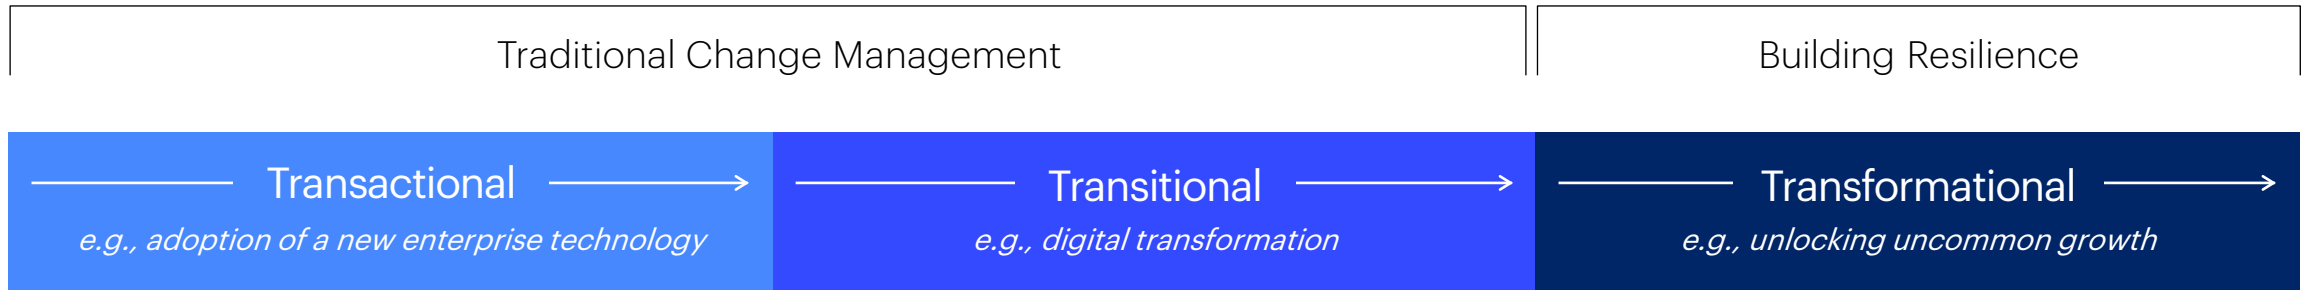 Traditional Change Management
Building Resilience
Transactional
e.g., adoption of a new enterprise technology
Transitional
e.g., digital transformation
Transformational
e.g., unlocking uncommon growth